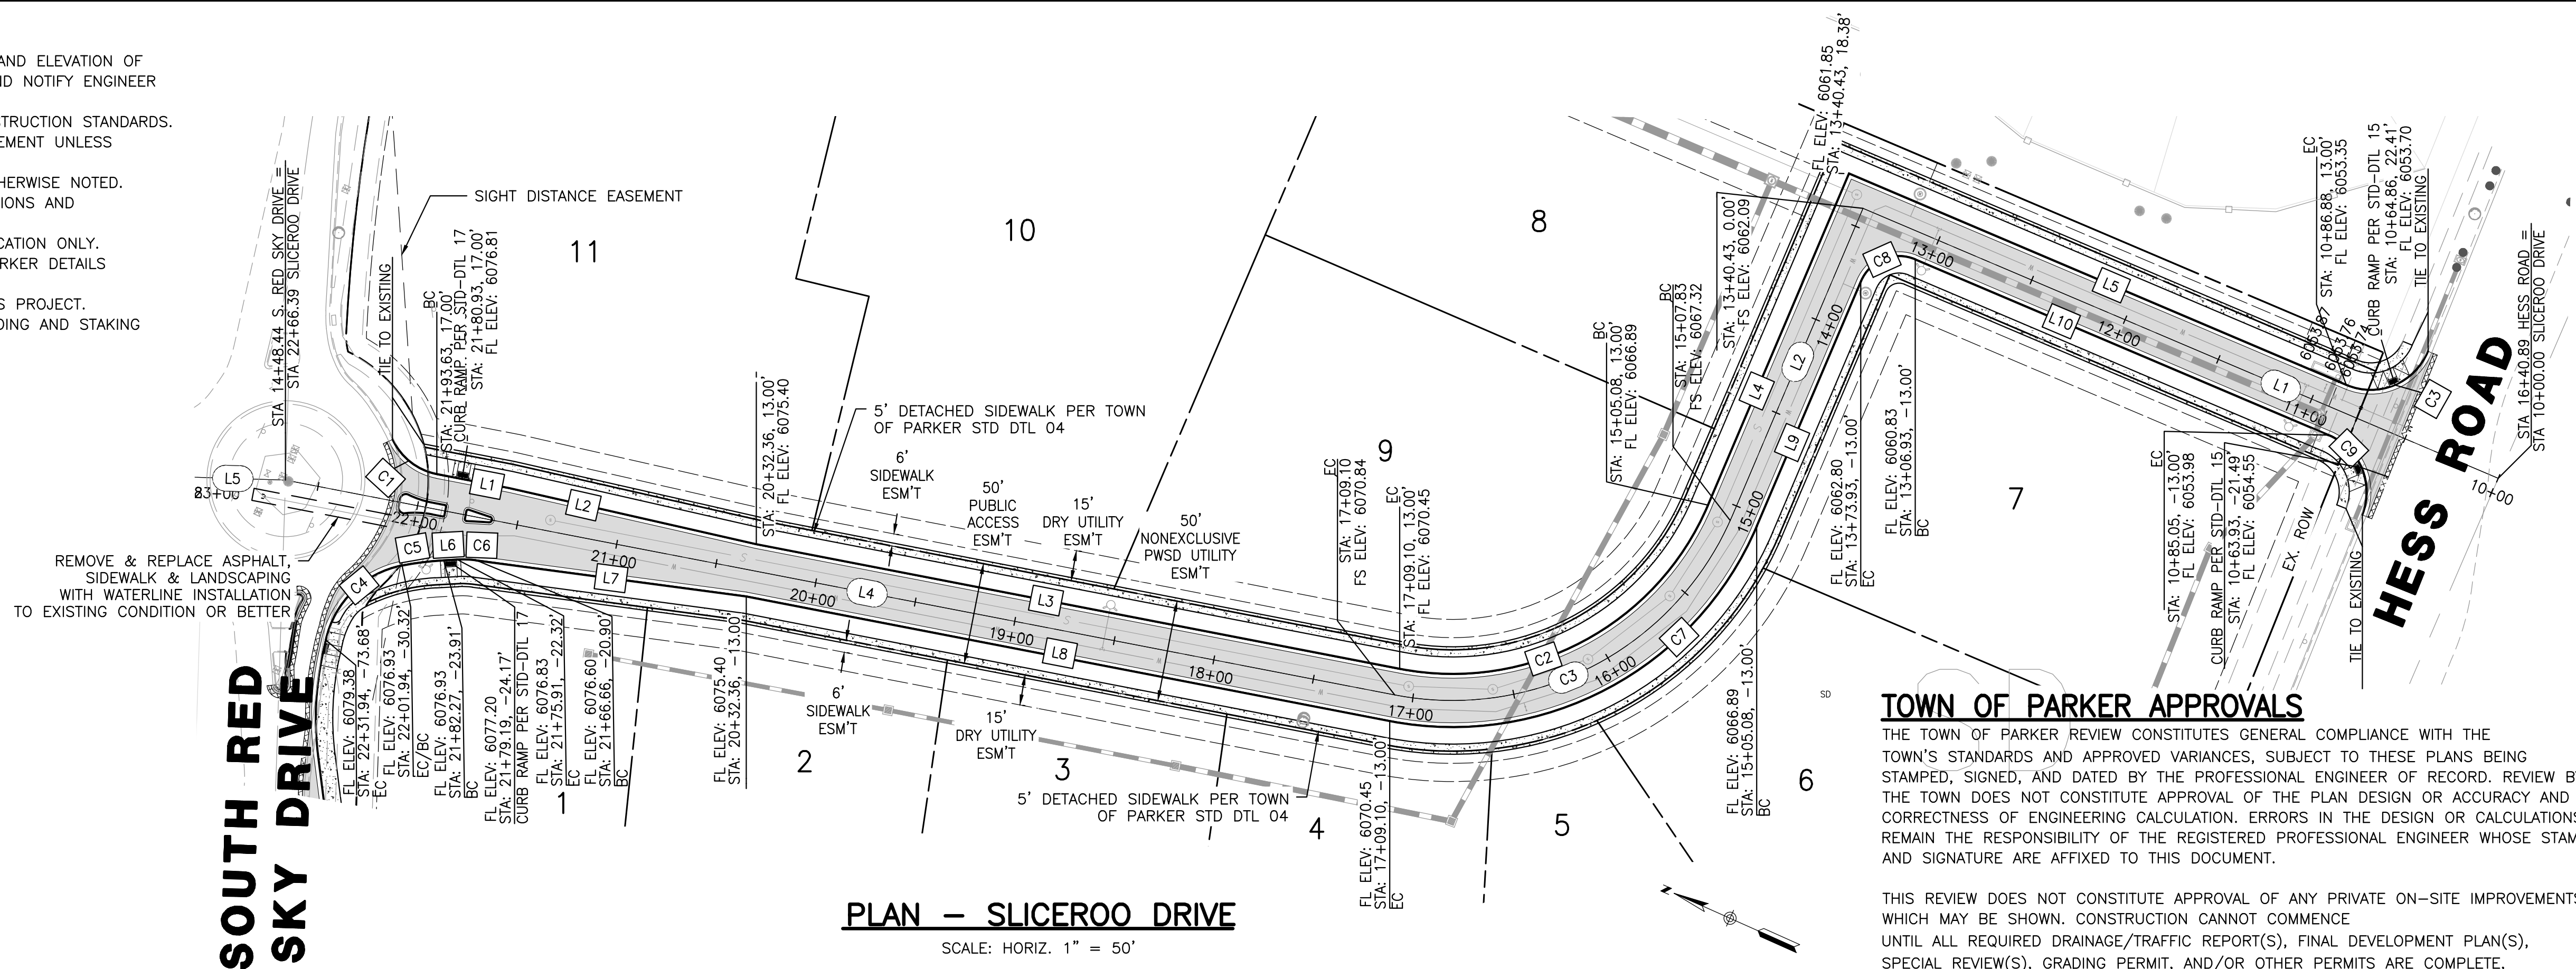 AND ELEVATION OF
ND NOTIFY ENGINEER
STRUCTION STANDARDS.
EMENT UNLESS
HERWISE NOTED.
IONS AND
CATION ONLY.
ARKER DETAILS
S PROJECT.
DING AND STAKING
STA 14+48.44 S. RED SKY DRIVE =
STA 22+66.39 SLICEROO DRIVE
SIGHT DISTANCE EASEMENT
TIE TO EXISTING
BC
STA: 21+93.63, 17.00'
CURB RAMP PER STD-DTL 17
STA: 21+80.93, 17.00'
FL ELEV: 6076.81
11
10
8
9
7
6
5
4
3
2
1
STA: 20+32.36, 13.00'
FL ELEV: 6075.40
5' DETACHED SIDEWALK PER TOWN
OF PARKER STD DTL 04
6'
SIDEWALK
ESM'T
50'
PUBLIC
ACCESS
ESM'T
15'
DRY UTILITY
ESM'T
50'
NONEXCLUSIVE
PWSD UTILITY
ESM'T
EC
STA: 17+09.10
FS ELEV: 6070.84
EC
STA: 17+09.10, 13.00'
FL ELEV: 6070.45
BC
STA: 15+05.08, 13.00'
FL ELEV: 6066.89
BC
STA: 15+07.83
FS ELEV: 6067.32
STA: 13+40.43, 0.00'
FS ELEV: 6062.09
FL ELEV: 6061.85
STA: 13+40.43, 18.38'
EC
STA: 10+86.88, 13.00'
FL ELEV: 6053.35
CURB RAMP PER STD-DTL 15
STA: 10+64.86, 22.41'
FL ELEV: 6053.70
TIE TO EXISTING
STA 16+40.89 HESS ROAD =
STA 10+00.00 SLICEROO DRIVE
6053.87
6053.76
6053.74
L5
C1
L1
L2
L3
L4
C5
L6
C6
C4
L7
L8
C2
C3
C7
L4
L2
L9
C8
L5
L10
L1
C3
C9
22+00
21+00
20+00
19+00
18+00
17+00
16+00
15+00
14+00
13+00
12+00
11+00
10+00
23+00
HESS ROAD
EX. ROW
REMOVE & REPLACE ASPHALT,
SIDEWALK & LANDSCAPING
WITH WATERLINE INSTALLATION
TO EXISTING CONDITION OR BETTER
SOUTH RED
SKY DRIVE
FL ELEV: 6079.38
STA: 22+31.94, -73.68'
EC
FL ELEV: 6076.93
STA: 22+01.94, -30.32'
EC/BC
FL ELEV: 6076.93
STA: 21+82.27, -23.91'
BC
FL ELEV: 6077.20
STA: 21+79.19, -24.17'
CURB RAMP PER STD-DTL 17
FL ELEV: 6076.83
STA: 21+75.91, -22.32'
EC
FL ELEV: 6076.60
STA: 21+66.66, -20.90'
BC
FL ELEV: 6075.40
STA: 20+32.36, -13.00'
6'
SIDEWALK
ESM'T
15'
DRY UTILITY
ESM'T
5' DETACHED SIDEWALK PER TOWN
OF PARKER STD DTL 04
FL ELEV: 6070.45
STA: 17+09.10, -13.00'
EC
FL ELEV: 6066.89
STA: 15+05.08, -13.00'
BC
FL ELEV: 6062.80
STA: 13+73.93, -13.00'
EC
FL ELEV: 6060.83
STA: 13+06.93, -13.00'
BC
EC
STA: 10+85.05, -13.00'
FL ELEV: 6053.98
CURB RAMP PER STD-DTL 15
STA: 10+63.93, -21.49'
FL ELEV: 6054.55
TIE TO EXISTING
SD
N
PLAN – SLICEROO DRIVE
SCALE: HORIZ. 1" = 50'
TOWN OF PARKER APPROVALS
THE TOWN OF PARKER REVIEW CONSTITUTES GENERAL COMPLIANCE WITH THE
TOWN'S STANDARDS AND APPROVED VARIANCES, SUBJECT TO THESE PLANS BEING
STAMPED, SIGNED, AND DATED BY THE PROFESSIONAL ENGINEER OF RECORD. REVIEW BY
THE TOWN DOES NOT CONSTITUTE APPROVAL OF THE PLAN DESIGN OR ACCURACY AND
CORRECTNESS OF ENGINEERING CALCULATION. ERRORS IN THE DESIGN OR CALCULATIONS
REMAIN THE RESPONSIBILITY OF THE REGISTERED PROFESSIONAL ENGINEER WHOSE STAM
AND SIGNATURE ARE AFFIXED TO THIS DOCUMENT.
THIS REVIEW DOES NOT CONSTITUTE APPROVAL OF ANY PRIVATE ON-SITE IMPROVEMENTS
WHICH MAY BE SHOWN. CONSTRUCTION CANNOT COMMENCE
UNTIL ALL REQUIRED DRAINAGE/TRAFFIC REPORT(S), FINAL DEVELOPMENT PLAN(S),
SPECIAL REVIEW(S), GRADING PERMIT, AND/OR OTHER PERMITS ARE COMPLETE,